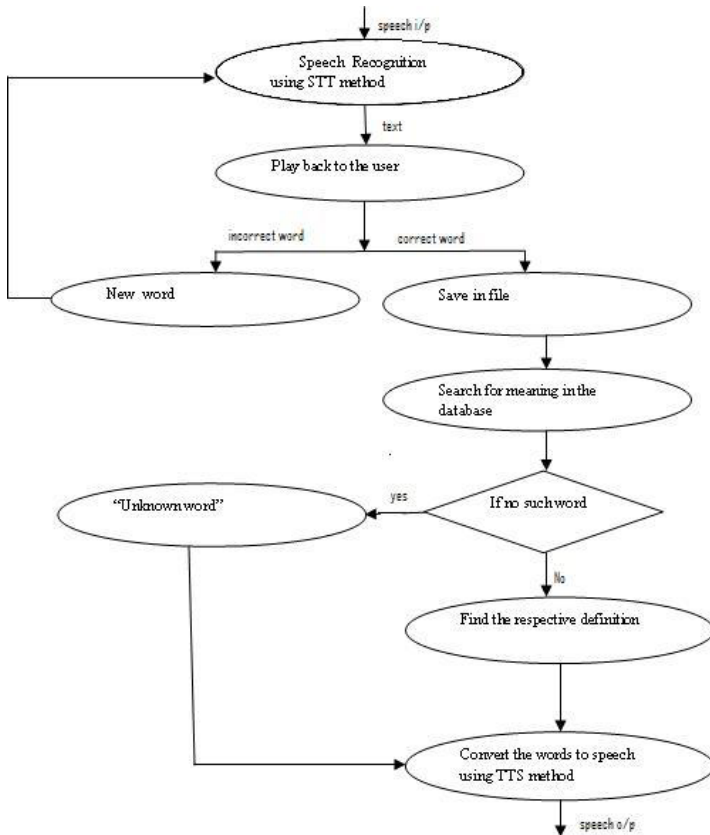 speech i/p
Speech Recognition
using STT method
text
Play back to the user
incorrect word
correct word
New word
Save in file
Search for meaning in the
database
"Unknown word"
yes
If no such word
No
Find the respective definition
Convert the words to speech
using TTS method
speech o/p